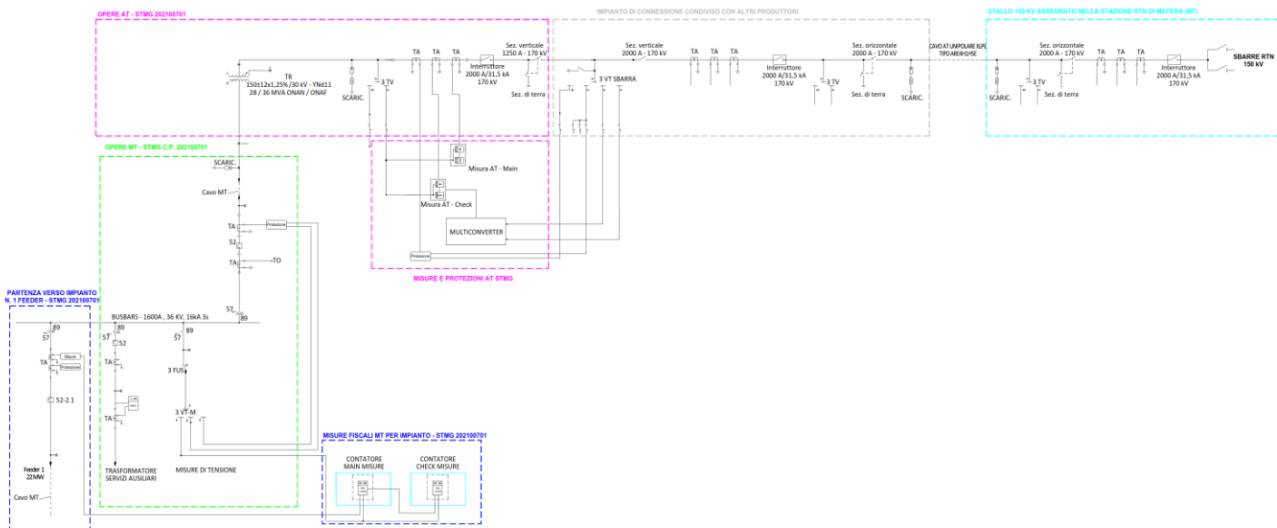 OPERE AT - STMG 202100701
IMPIANTO DI CONNESSIONE CONDIVISO CON ALTRI PRODUTTORI
STALLO 150 KV ASSEGNATO NELLA STAZIONE RTN DI MATERA (MT)
TA TA TA
Sez. verticale
1250 A - 170 kV
Interruttore
2000 A/31,5 kA
170 kV
Sez. di terra
TR
150±12x1,25% /30 kV - YNd11
28 / 36 MVA ONAN / ONAF
SCARIC.
3 TV
Sez. verticale
2000 A - 170 kV
3 VT SBARRA
TA TA TA
Interruttore
2000 A/31,5 kA
170 kV
3 TV
Sez. orizzontale
2000 A - 170 kV
Sez. di terra
SCARIC.
CAVO AT UNIPOLARE XLPE
SCARIC.
3 TV
Sez. orizzontale
2000 A - 170 kV
Sez. di terra
TA TA TA
Interruttore
2000 A/31,5 kA
170 kV
SBARRE RTN
150 kV
OPERE MT - STMG C.P. 202100701
SCARIC.
Cavo MT
TA
Protezione
52
TA
TO
57
89
Misura AT - Main
Misura AT - Check
MULTICONVERTER
Protezione
MISURE E PROTEZIONI AT STMG
PARTENZA VERSO IMPIANTO
N. 1 FEEDER - STMG 202100701
BUSBARS - 1600A , 36 KV, 16kA 3s
89
57
TA
Misure
Protezione
52-2.1
Feeder 1
22MW
Cavo MT
89
57
52
TA
TA
TRASFORMATORE
SERVIZI AUSILIARI
89
57
3 FUS
3 VT-M
MISURE DI TENSIONE
MISURE FISCALI MT PER IMPIANTO - STMG 202100701
CONTATORE
MAIN MISURE
CONTATORE
CHECK MISURE